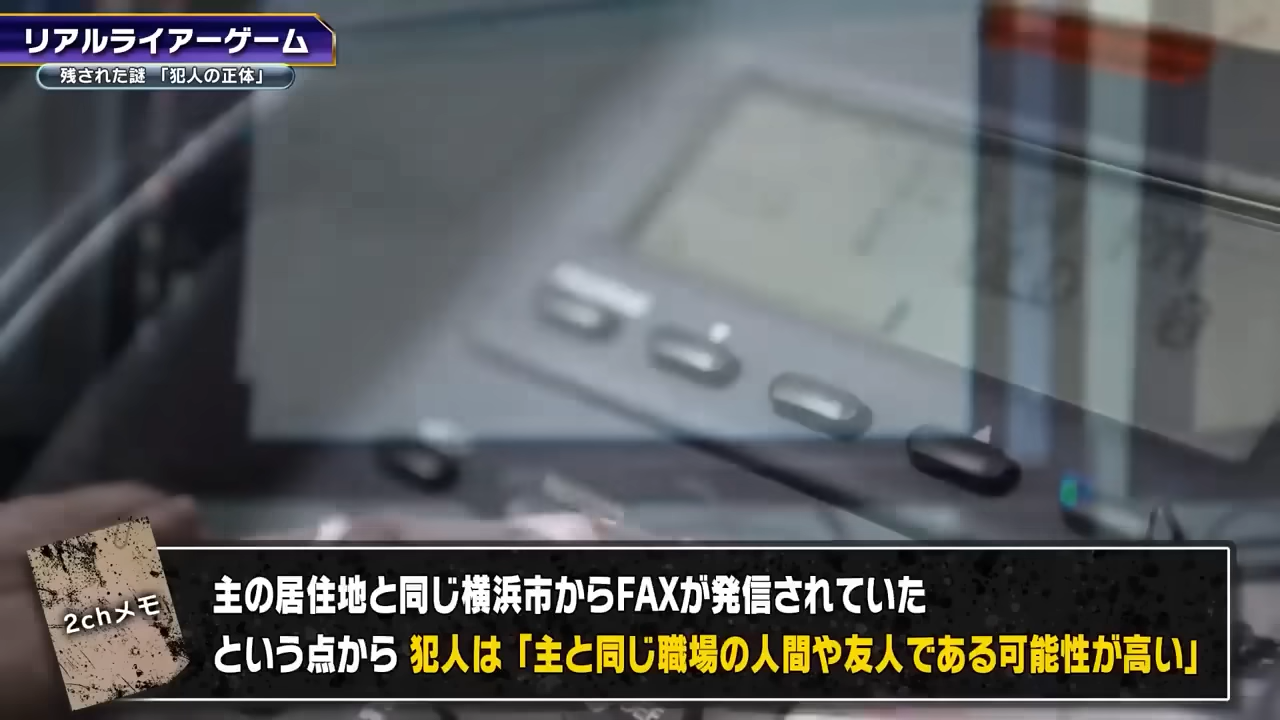 リアルライアーゲーム
残された謎 「犯人の正体」
2chメモ
主の居住地と同じ横浜市からFAXが発信されていた
という点から 犯人は「主と同じ職場の人間や友人である可能性が高い」